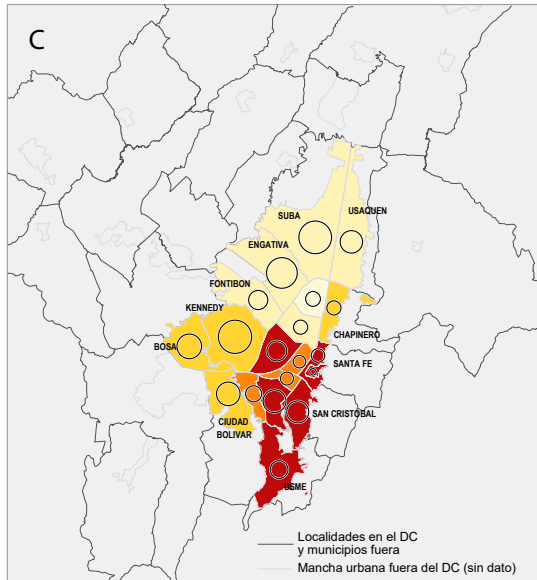 C
SUBA
USAQUEN
ENGATIVA
FONTIBON
KENNEDY
BOSA
CHAPINERO
SANTA FE
SAN CRISTOBAL
CIUDAD
BOLIVAR
USME
Localidades en el DC
y municipios fuera
Mancha urbana fuera del DC (sin dato)